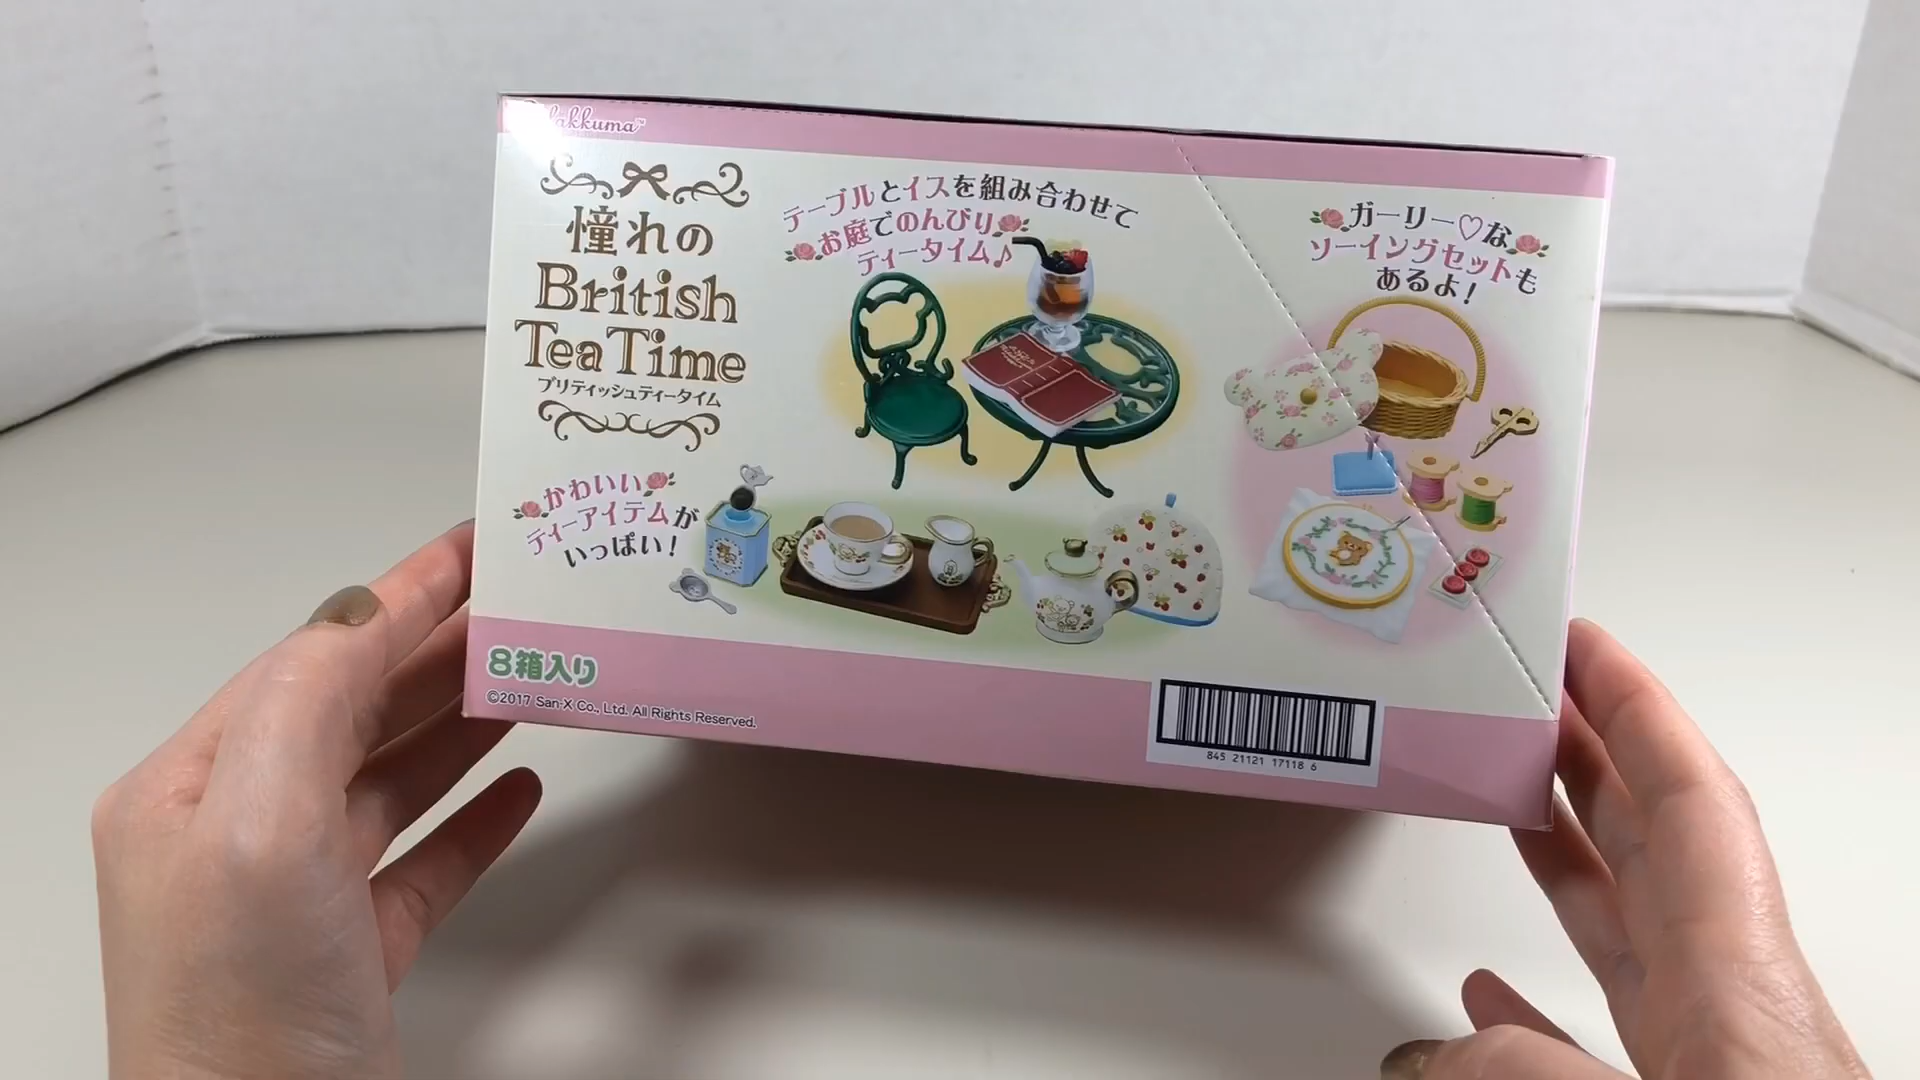 Rilakkuma™
憧れの
British
Tea Time
ブリティッシュティータイム
テーブルとイスを組み合わせて
お庭でのんびり
ティータイム♪
ガーリー♡な
ソーイングセットも
あるよ!
かわいい
ティーアイテムが
いっぱい!
8箱入り
©2017 San-X Co., Ltd. All Rights Reserved.
845 21121 17118 6